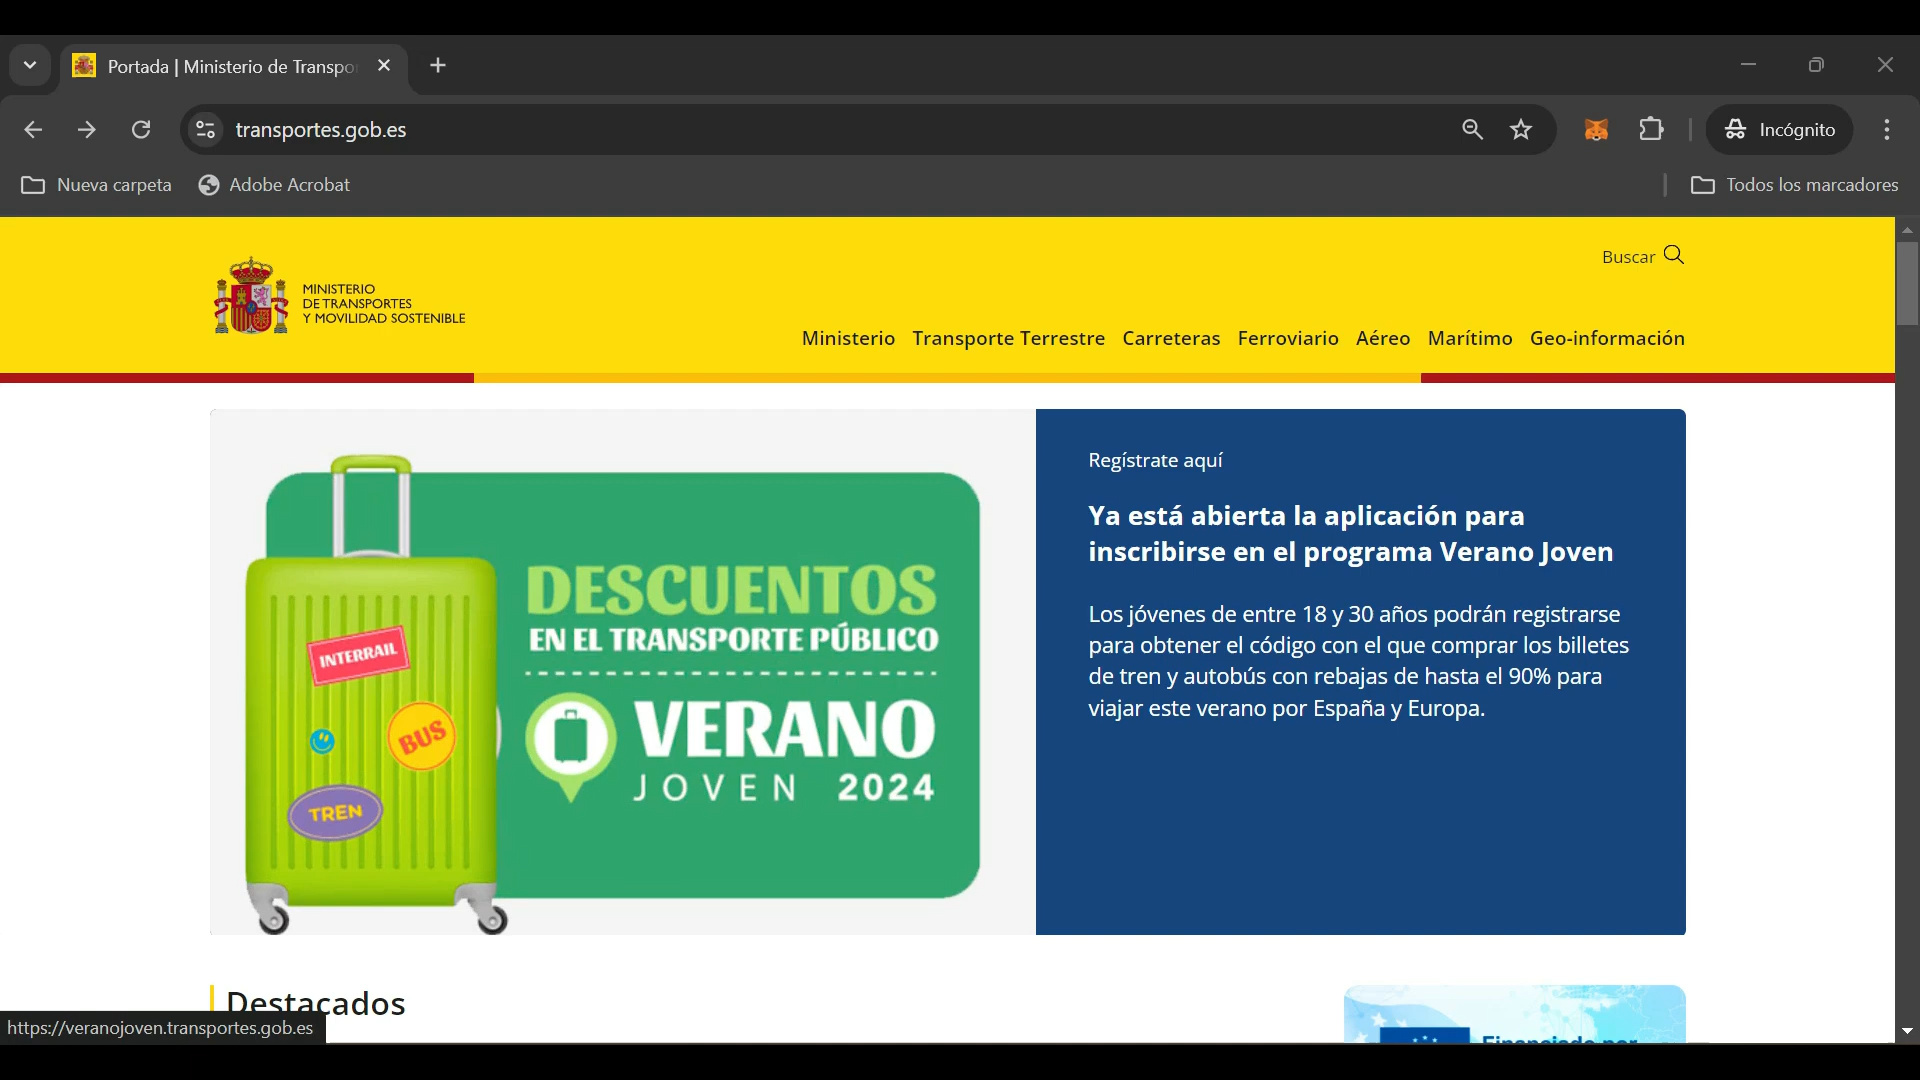 Portada | Ministerio de Transpo
transportes.gob.es
Incógnito
Nueva carpeta
Adobe Acrobat
Todos los marcadores
Buscar
MINISTERIO
DE TRANSPORTES
Y MOVILIDAD SOSTENIBLE
Ministerio Transporte Terrestre Carreteras Ferroviario Aéreo Marítimo Geo-información
DESCUENTOS
EN EL TRANSPORTE PÚBLICO
VERANO
JOVEN 2024
INTERRAIL
BUS
TREN
Regístrate aquí
Ya está abierta la aplicación para
inscribirse en el programa Verano Joven
Los jóvenes de entre 18 y 30 años podrán registrarse
para obtener el código con el que comprar los billetes
de tren y autobús con rebajas de hasta el 90% para
viajar este verano por España y Europa.
Destacados
Financiado por
https://veranojoven.transportes.gob.es